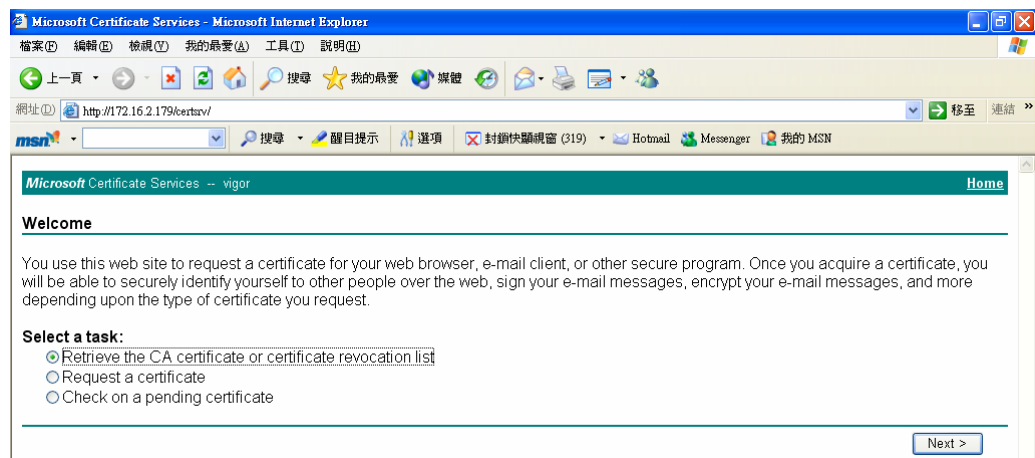 Microsoft Certificate Services - Microsoft Internet Explorer
檔案(F) 編輯(E) 檢視(V) 我的最愛(A) 工具(T) 說明(H)
上一頁 搜尋 我的最愛 媒體
網址(D) http://172.16.2.179/certsrv/ 移至 連結 »
msn 搜尋 醒目提示 選項 封鎖快顯視窗 (319) Hotmail Messenger 我的 MSN
Microsoft Certificate Services -- vigor Home
Welcome
You use this web site to request a certificate for your web browser, e-mail client, or other secure program. Once you acquire a certificate, you
will be able to securely identify yourself to other people over the web, sign your e-mail messages, encrypt your e-mail messages, and more
depending upon the type of certificate you request.
Select a task:
Retrieve the CA certificate or certificate revocation list
Request a certificate
Check on a pending certificate
Next >